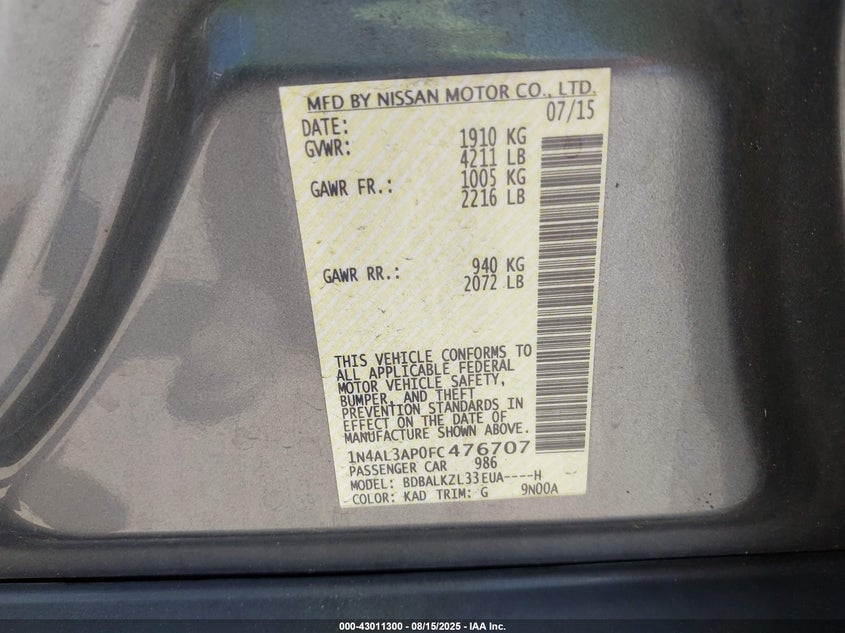 MFD BY NISSAN MOTOR CO., LTD.
DATE: 07/15
GVWR: 1910 KG
4211 LB
GAWR FR.: 1005 KG
2216 LB
GAWR RR.: 940 KG
2072 LB
THIS VEHICLE CONFORMS TO
ALL APPLICABLE FEDERAL
MOTOR VEHICLE SAFETY,
BUMPER, AND THEFT
PREVENTION STANDARDS IN
EFFECT ON THE DATE OF
MANUFACTURE SHOWN ABOVE.
1N4AL3AP0FC476707
PASSENGER CAR 986
MODEL: BDBALKZL33EUA----H
COLOR: KAD TRIM: G 9N00A
000-43011300 - 08/15/2025 - IAA Inc.